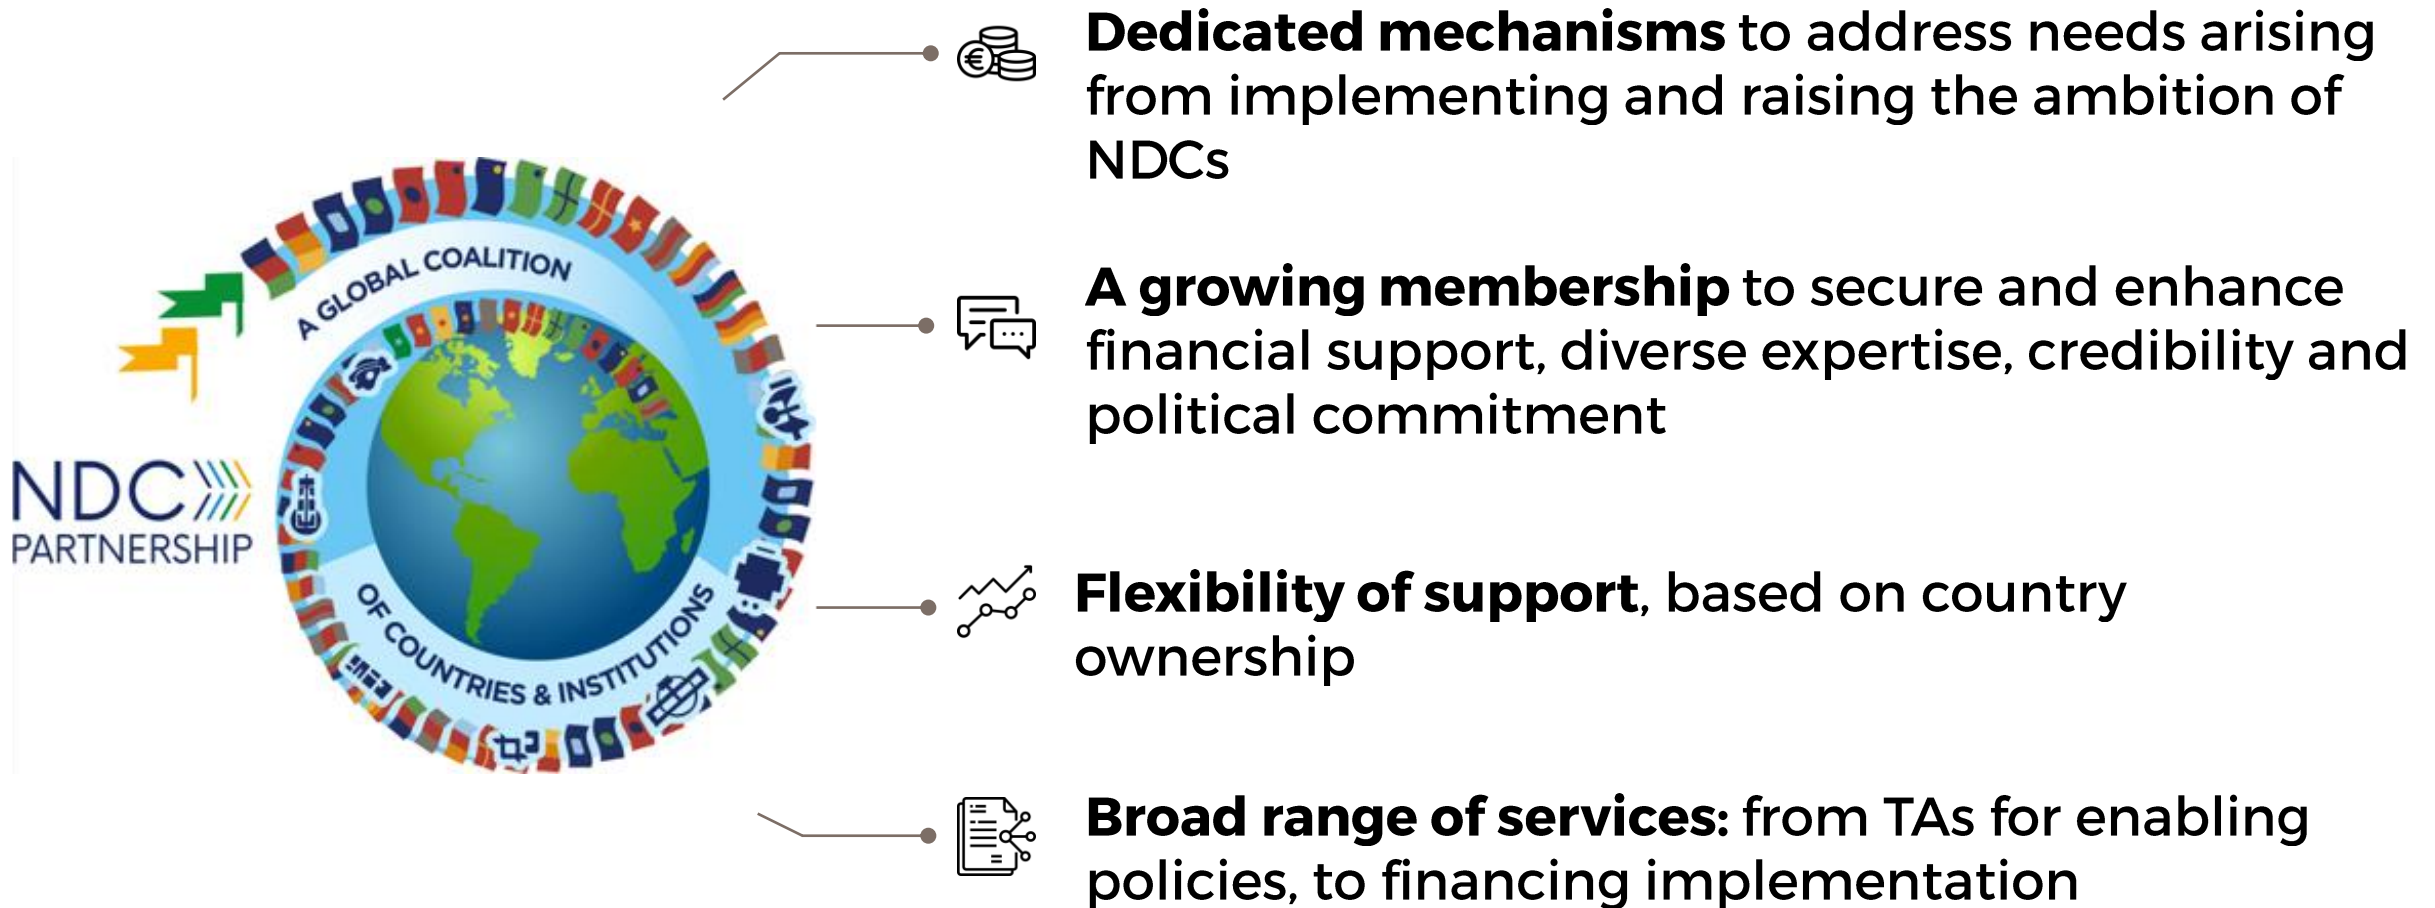 Dedicated mechanisms to address needs arising
from implementing and raising the ambition of
NDCs
A GLOBAL COALITION
A growing membership to secure and enhance
financial support, diverse expertise, credibility and
political commitment
NDC
PARTNERSHIP
OF COUNTRIES & INSTITUTIONS
Flexibility of support, based on country
ownership
Broad range of services: from TAs for enabling
policies, to financing implementation